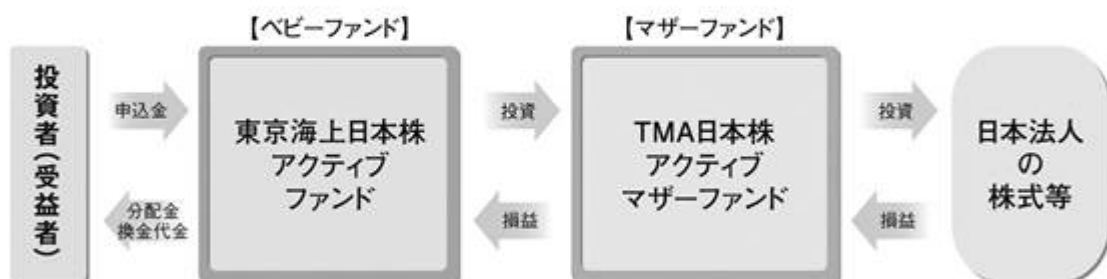 【ベビーファンド】
【マザーファンド】
投資者(受益者)
申込金
分配金
換金代金
東京海上日本株
アクティブ
ファンド
投資
損益
TMA日本株
アクティブ
マザーファンド
投資
損益
日本法人
の
株式等